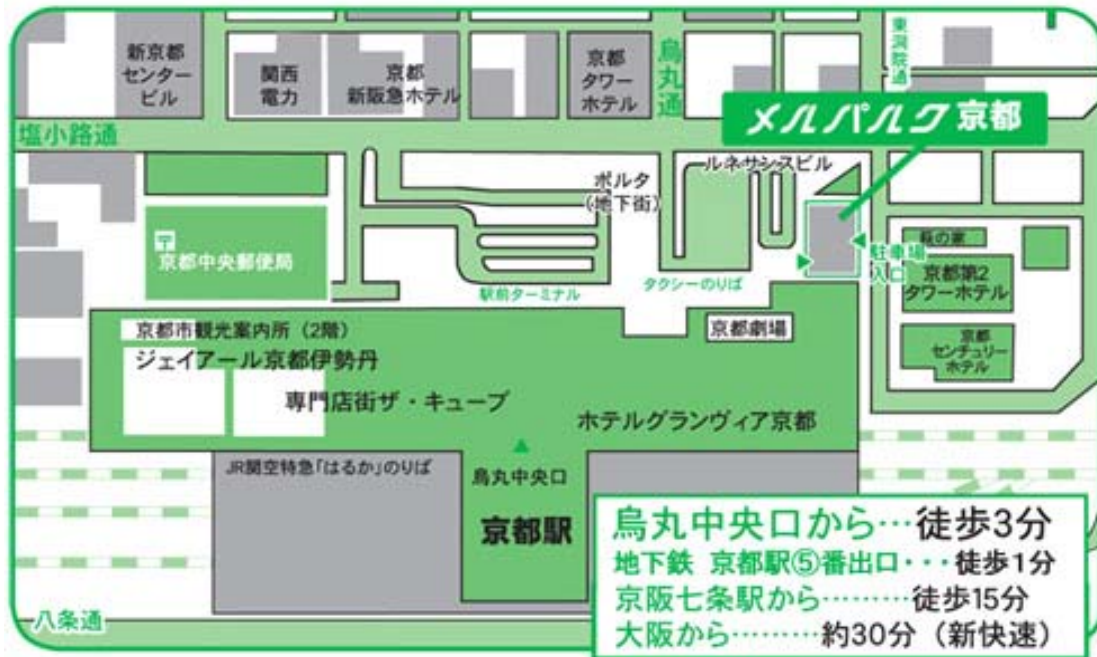 新京都
センター
ビル
関西
電力
京都
新阪急ホテル
京都
タワー
ホテル
烏丸通
東洞院通
メルパルク 京都
塩小路通
ルネサンスビル
ポルタ
(地下街)
〒
京都中央郵便局
駅前ターミナル
タクシーのりば
駐車場
入口
萩の家
京都第2
タワーホテル
京都
センチュリー
ホテル
京都劇場
京都市観光案内所(2階)
ジェイアール京都伊勢丹
専門店街ザ・キューブ
ホテルグランヴィア京都
JR関空特急「はるか」のりば
烏丸中央口
京都駅
八条通
烏丸中央口から…徒歩3分
地下鉄 京都駅⑤番出口・・・徒歩1分
京阪七条駅から………徒歩15分
大阪から………約30分(新快速)